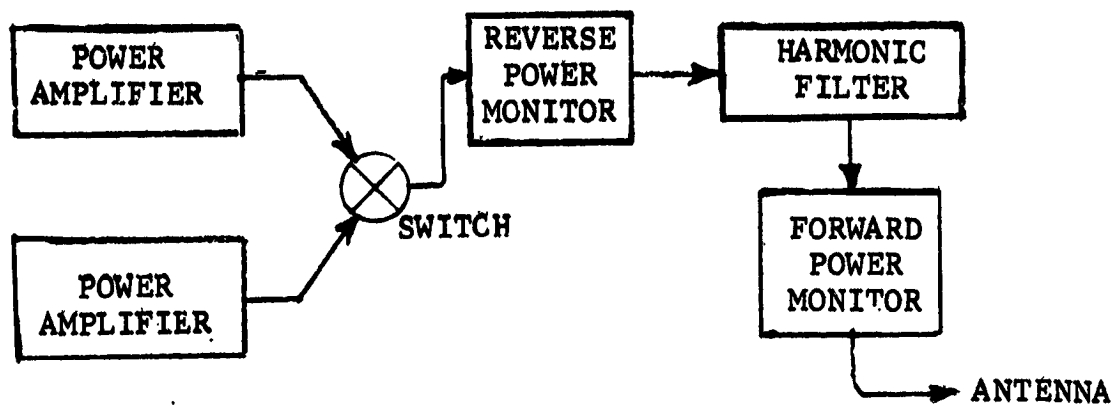 POWER
AMPLIFIER
REVERSE
POWER
MONITOR
HARMONIC
FILTER
SWITCH
POWER
AMPLIFIER
FORWARD
POWER
MONITOR
ANTENNA